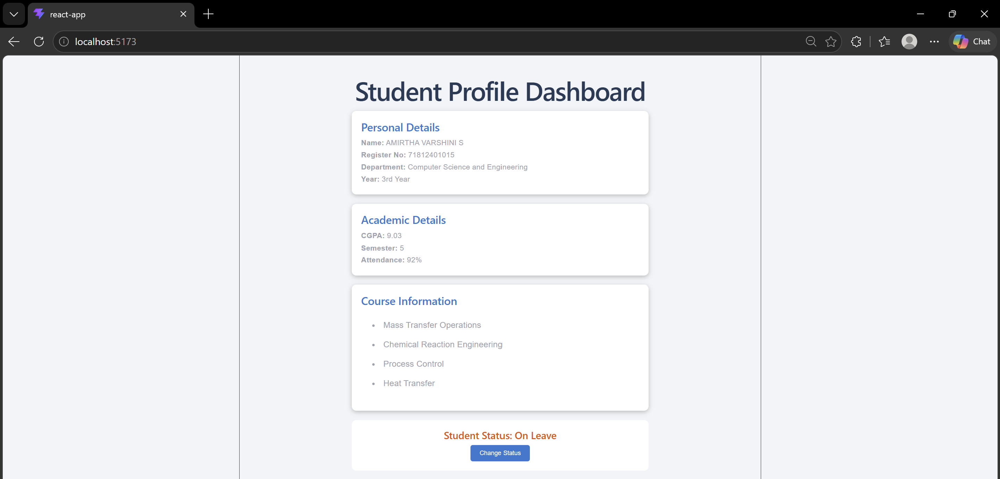 react-app
localhost:5173
Chat
Student Profile Dashboard
Personal Details
Name: AMIRTHA VARSHINI S
Register No: 71812401015
Department: Computer Science and Engineering
Year: 3rd Year
Academic Details
CGPA: 9.03
Semester: 5
Attendance: 92%
Course Information
• Mass Transfer Operations
• Chemical Reaction Engineering
• Process Control
• Heat Transfer
Student Status: On Leave
Change Status